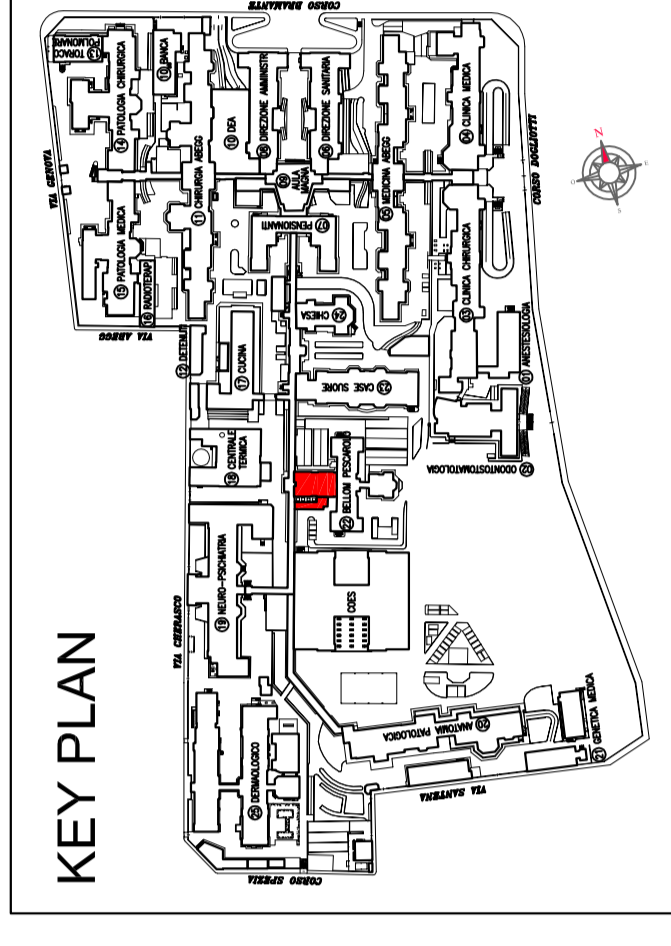 KEY PLAN
CORSO BRAMANTE
VIA GENOVA
13 TORACO
POLMONARE
14 PATOLOGIA CHIRURGICA
10 BANCA
11 CHIRURGIA ABEGG
10 DEA
08 DIREZIONE AMMINISTR
06 DIREZIONE SANITARIA
09 AULA
MAGNA
07 PENSIONANTI
05 MEDICINA ABEGG
04 CLINICA MEDICA
CORSO DOGLIOTTI
03 CLINICA CHIRURGICA
01 ANESTESIOLOGIA
02 ODONTOSTOMATOLOGIA
15 PATOLOGIA MEDICA
16 RADIOTERAP
VIA ABEGG
12 DETENUTI
17 CUCINA
24 CHIESA
23 CASE SUORE
18 CENTRALE
TERMICA
22 BELLOM PESCAROLO
19 NEURO-PSICHIATRIA
VIA CHERASCO
COES
25 DERMAOLOGICO
20 ANATOMIA PATOLOGICA
21 GENETICA MEDICA
VIA SANTENA
CORSO SPEZIA
N
E
S
O